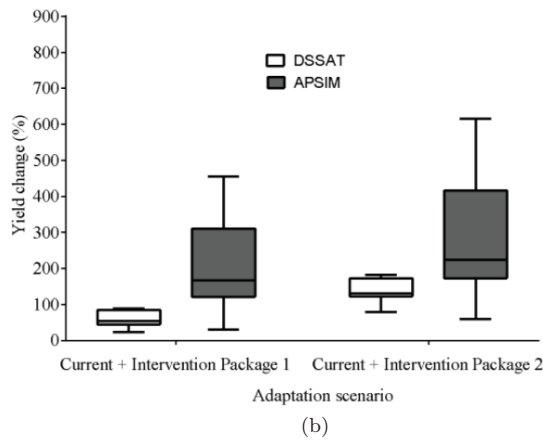 900
800
700
600
500
400
300
200
100
0
Yield change (%)
DSSAT
APSIM
Current + Intervention Package 1
Current + Intervention Package 2
Adaptation scenario
(b)